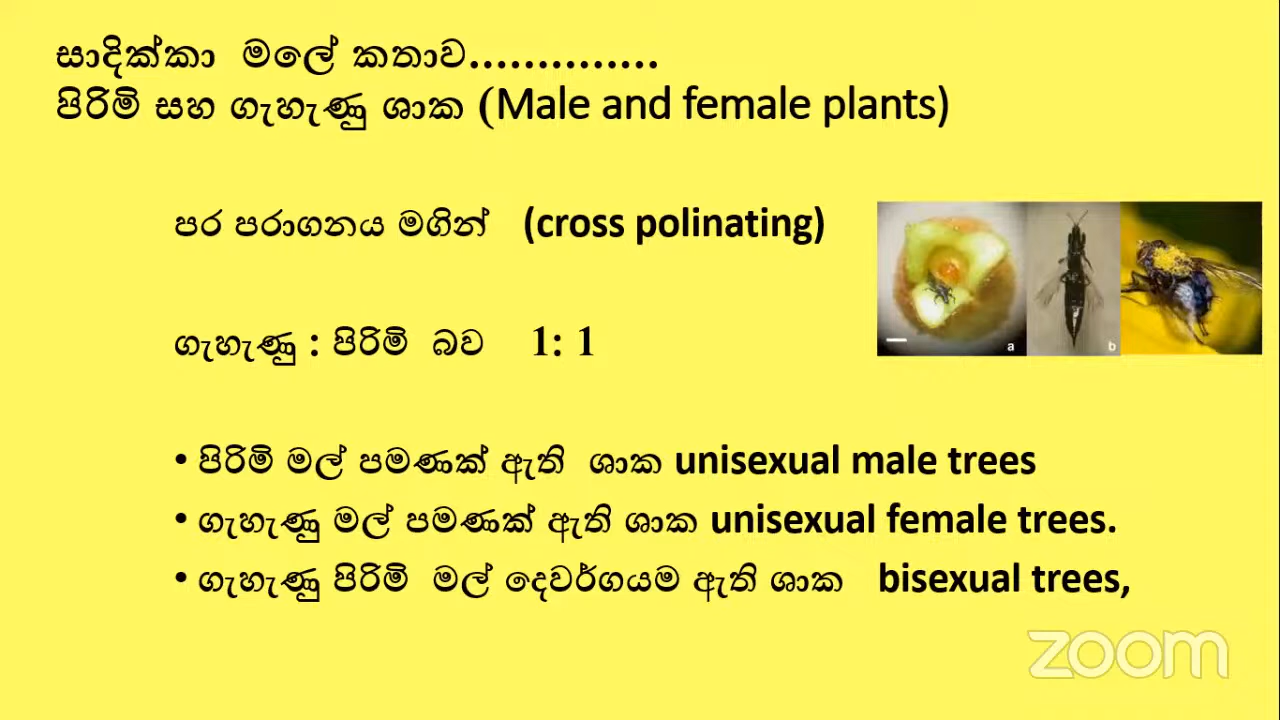 සාදික්කා මලේ කතාව..............
පිරිමි සහ ගැහැණු ශාක (Male and female plants)
පර පරාගනය මගින් (cross polinating)
ගැහැණු : පිරිමි බව 1: 1
a
b
• පිරිමි මල් පමණක් ඇති ශාක unisexual male trees
• ගැහැණු මල් පමණක් ඇති ශාක unisexual female trees.
• ගැහැණු පිරිමි මල් දෙවර්ගයම ඇති ශාක bisexual trees,
zoom